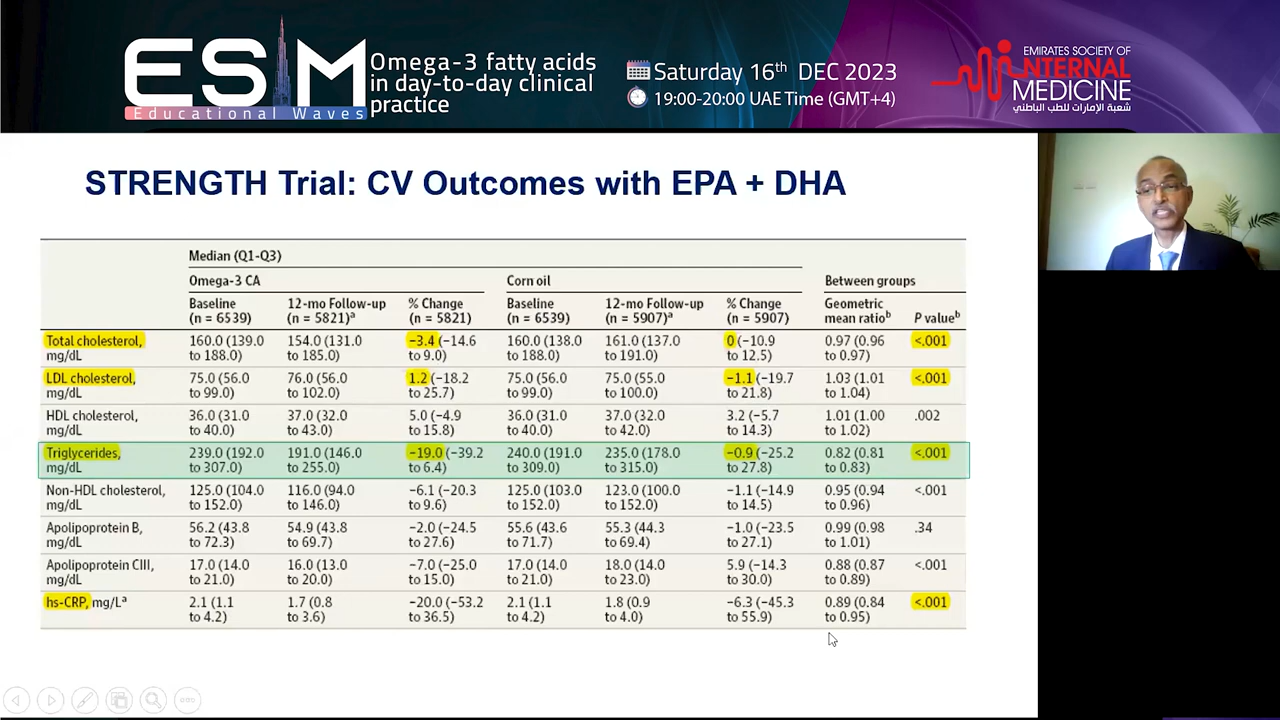 ESIM
Educational Waves
Omega-3 fatty acids
in day-to-day clinical
practice
Saturday 16th DEC 2023
19:00-20:00 UAE Time (GMT+4)
EMIRATES SOCIETY OF
INTERNAL
MEDICINE
شعبة الإمارات للطب الباطني
STRENGTH Trial: CV Outcomes with EPA + DHA
Median (Q1-Q3)
Omega-3 CA Corn oil Between groups
Baseline 12-mo Follow-up % Change Baseline 12-mo Follow-up % Change Geometric
(n = 6539) (n = 5821)a (n = 5821) (n = 6539) (n = 5907)a (n = 5907) mean ratiob P valueb
Total cholesterol, 160.0 (139.0 154.0 (131.0 −3.4 (−14.6 160.0 (138.0 161.0 (137.0 0 (−10.9 0.97 (0.96 <.001
mg/dL to 188.0) to 185.0) to 9.0) to 188.0) to 191.0) to 12.5) to 0.97)
LDL cholesterol, 75.0 (56.0 76.0 (56.0 1.2 (−18.2 75.0 (56.0 75.0 (55.0 −1.1 (−19.7 1.03 (1.01 <.001
mg/dL to 99.0) to 102.0) to 25.7) to 99.0) to 100.0) to 21.8) to 1.04)
HDL cholesterol, 36.0 (31.0 37.0 (32.0 5.0 (−4.9 36.0 (31.0 37.0 (32.0 3.2 (−5.7 1.01 (1.00 .002
mg/dL to 40.0) to 43.0) to 15.8) to 40.0) to 42.0) to 14.3) to 1.02)
Triglycerides, 239.0 (192.0 191.0 (146.0 −19.0 (−39.2 240.0 (191.0 235.0 (178.0 −0.9 (−25.2 0.82 (0.81 <.001
mg/dL to 307.0) to 255.0) to 6.4) to 309.0) to 315.0) to 27.8) to 0.83)
Non-HDL cholesterol, 125.0 (104.0 116.0 (94.0 −6.1 (−20.3 125.0 (103.0 123.0 (100.0 −1.1 (−14.9 0.95 (0.94 <.001
mg/dL to 152.0) to 146.0) to 9.6) to 152.0) to 152.0) to 14.5) to 0.96)
Apolipoprotein B, 56.2 (43.8 54.9 (43.8 −2.0 (−24.5 55.6 (43.6 55.3 (44.3 −1.0 (−23.5 0.99 (0.98 .34
mg/dL to 72.3) to 69.7) to 27.6) to 71.7) to 69.4) to 27.1) to 1.01)
Apolipoprotein CIII, 17.0 (14.0 16.0 (13.0 −7.0 (−25.0 17.0 (14.0 18.0 (14.0 5.9 (−14.3 0.88 (0.87 <.001
mg/dL to 21.0) to 20.0) to 15.0) to 21.0) to 23.0) to 30.0) to 0.89)
hs-CRP, mg/La 2.1 (1.1 1.7 (0.8 −20.0 (−53.2 2.1 (1.1 1.8 (0.9 −6.3 (−45.3 0.89 (0.84 <.001
to 4.2) to 3.6) to 36.5) to 4.2) to 4.0) to 55.9) to 0.95)